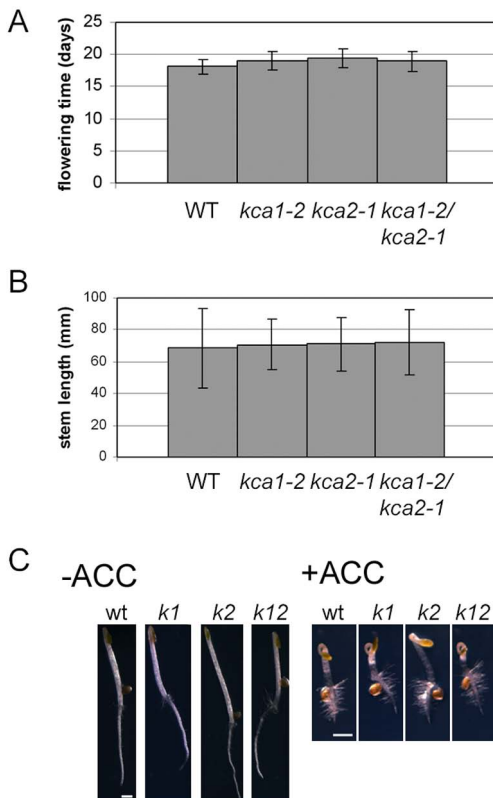 A
flowering time (days)
25
20
15
10
5
0
WT
kca1-2
kca2-1
kca1-2/
kca2-1
B
stem length (mm)
100
80
60
40
20
0
WT
kca1-2
kca2-1
kca1-2/
kca2-1
C
-ACC
+ACC
wt
k1
k2
k12
wt
k1
k2
k12